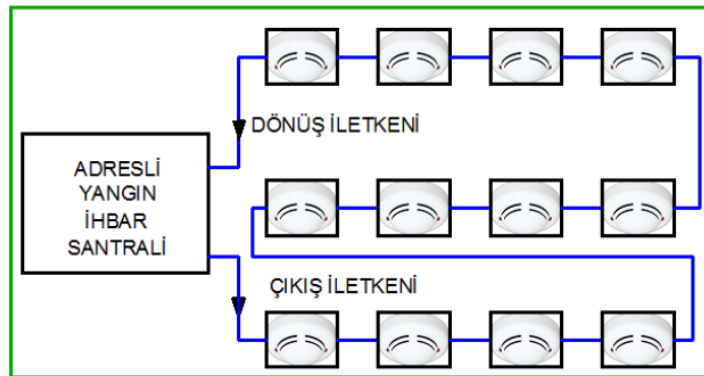 DÖNÜŞ İLETKENİ
ADRESLİ
YANGIN
İHBAR
SANTRALİ
ÇIKIŞ İLETKENİ